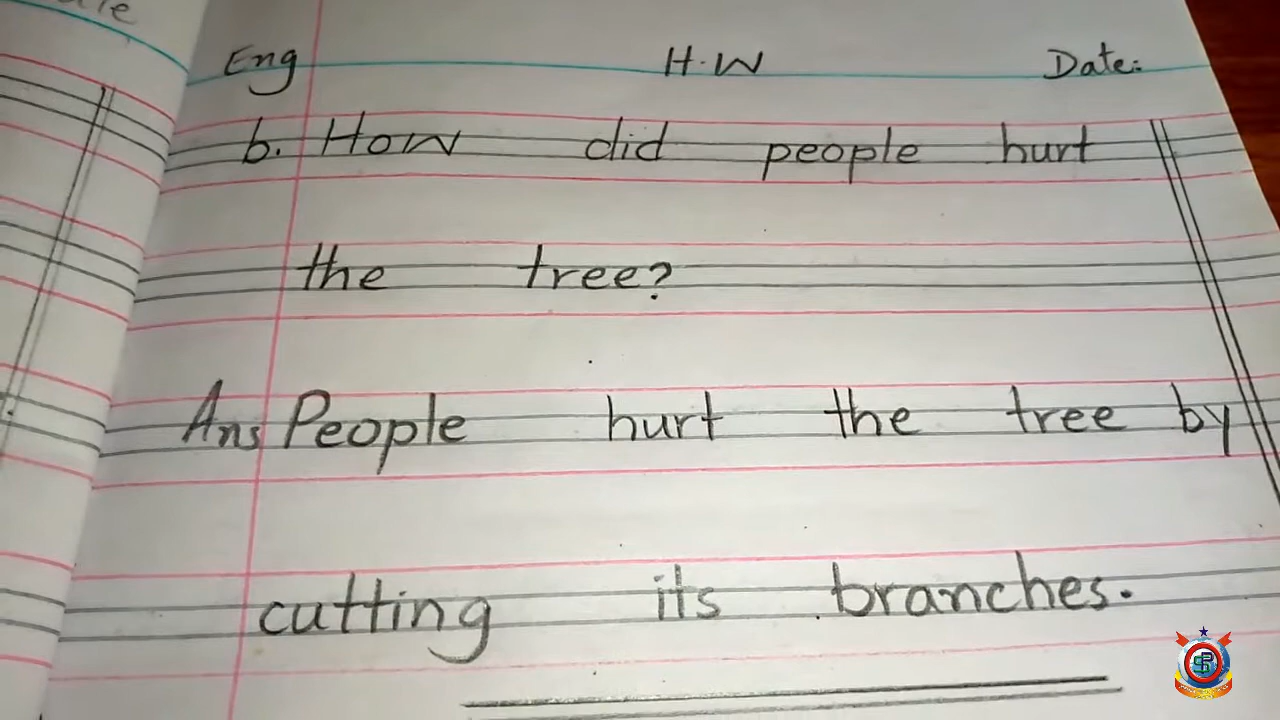 Eng H.W Date:
b. How did people hurt
the tree?
Ans People hurt the tree by
cutting its branches.